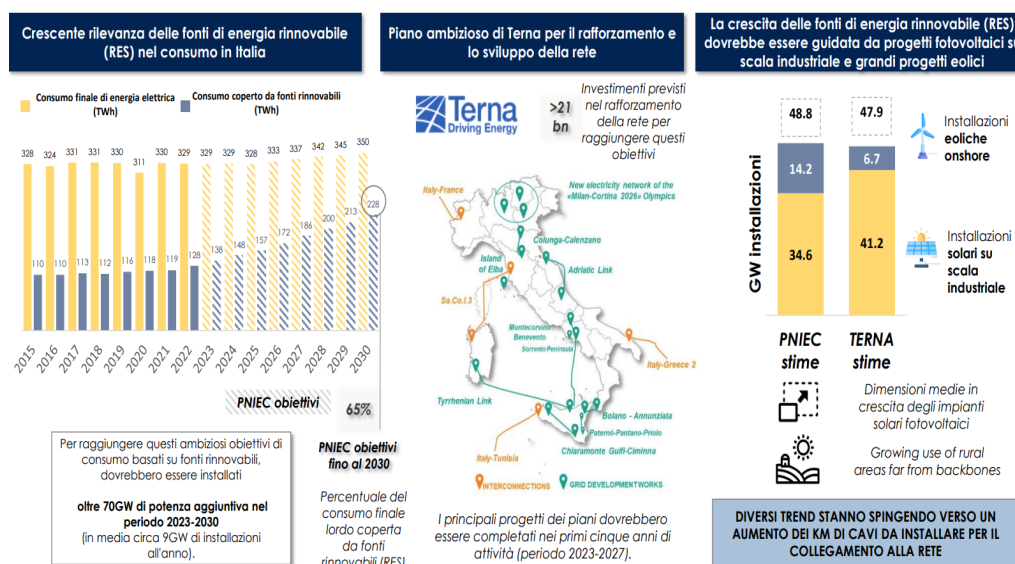 Crescente rilevanza delle fonti di energia rinnovabile
(RES) nel consumo in Italia
Consumo finale di energia elettrica
(TWh)
Consumo coperto da fonti rinnovabili
(TWh)
328 324 331 331 330 311 330 329 329 329 328 333 337 342 345 350
110 110 113 112 116 118 119 128 138 148 157 172 186 200 213 228
2015 2016 2017 2018 2019 2020 2021 2022 2023 2024 2025 2026 2027 2028 2029 2030
PNIEC obiettivi
65%
Per raggiungere questi ambiziosi obiettivi di
consumo basati su fonti rinnovabili,
dovrebbero essere installati
oltre 70GW di potenza aggiuntiva nel
periodo 2023-2030
(in media circa 9GW di installazioni
all'anno).
PNIEC obiettivi
fino al 2030
Percentuale del
consumo finale
lordo coperta
da fonti
rinnovabili (RES)
Piano ambizioso di Terna per il rafforzamento e
lo sviluppo della rete
Terna
Driving Energy
>21
bn
Investimenti previsti
nel rafforzamento
della rete per
raggiungere questi
obiettivi
Italy-France
New electricity network of the
«Milan-Cortina 2026» Olympics
Colunga-Calenzano
Island
of Elba
Adriatic Link
Sa.Co.I.3
Montecorvino
Benevento
Sorrento Peninsula
Italy-Greece 2
Tyrrhenian Link
Bolano - Annunziata
Paternò-Pantano-Priolo
Italy-Tunisia
Chiaramonte Gulfi-Ciminna
INTERCONNECTIONS
GRID DEVELOPMENTWORKS
I principali progetti dei piani dovrebbero
essere completati nei primi cinque anni di
attività (periodo 2023-2027).
La crescita delle fonti di energia rinnovabile (RES)
dovrebbe essere guidata da progetti fotovoltaici su
scala industriale e grandi progetti eolici
GW installazioni
48.8 47.9
14.2 6.7
34.6 41.2
PNIEC
stime
TERNA
stime
Installazioni
eoliche
onshore
Installazioni
solari su
scala
industriale
Dimensioni medie in
crescita degli impianti
solari fotovoltaici
Growing use of rural
areas far from backbones
DIVERSI TREND STANNO SPINGENDO VERSO UN
AUMENTO DEI KM DI CAVI DA INSTALLARE PER IL
COLLEGAMENTO ALLA RETE